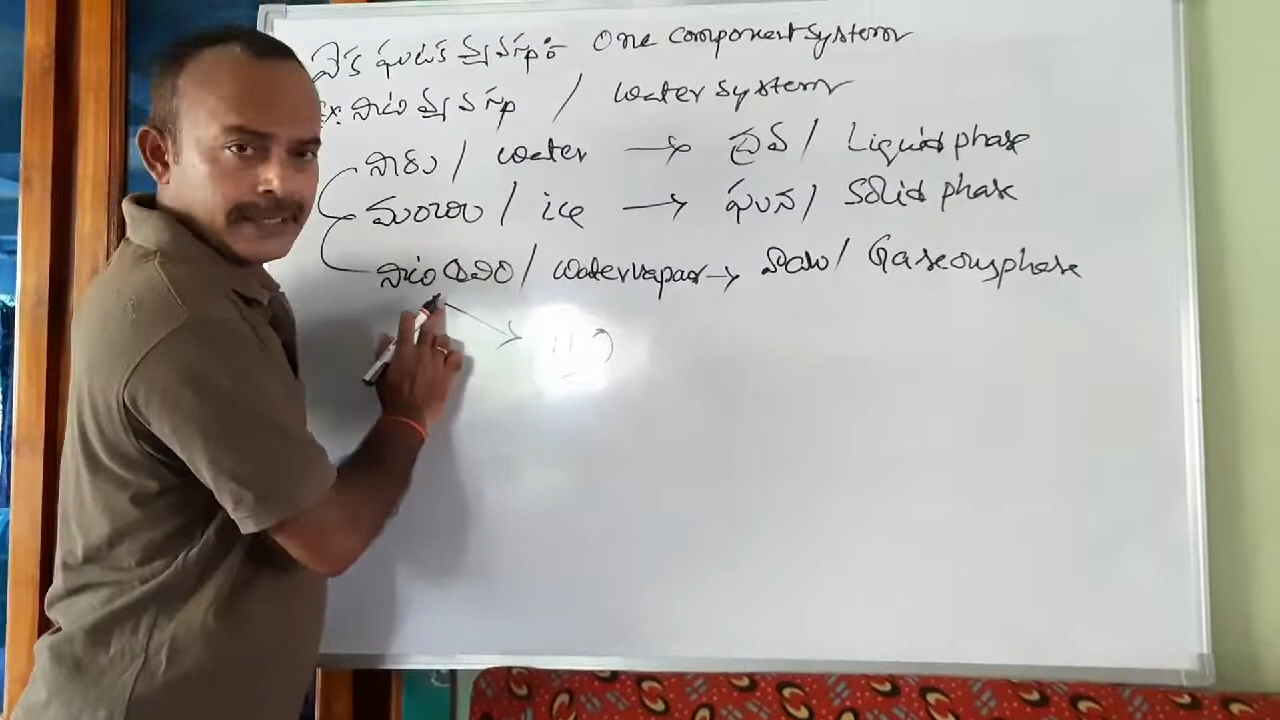 ఏక ఘటక వ్యవస్థ:- One component system
Ex: నీటి వ్యవస్థ / water system
నీరు / water → ద్రవ / Liquid phase
మంచు / ice → ఘన / Solid phase
నీటి ఆవిరి / water vapour → వాయు / Gaseous phase